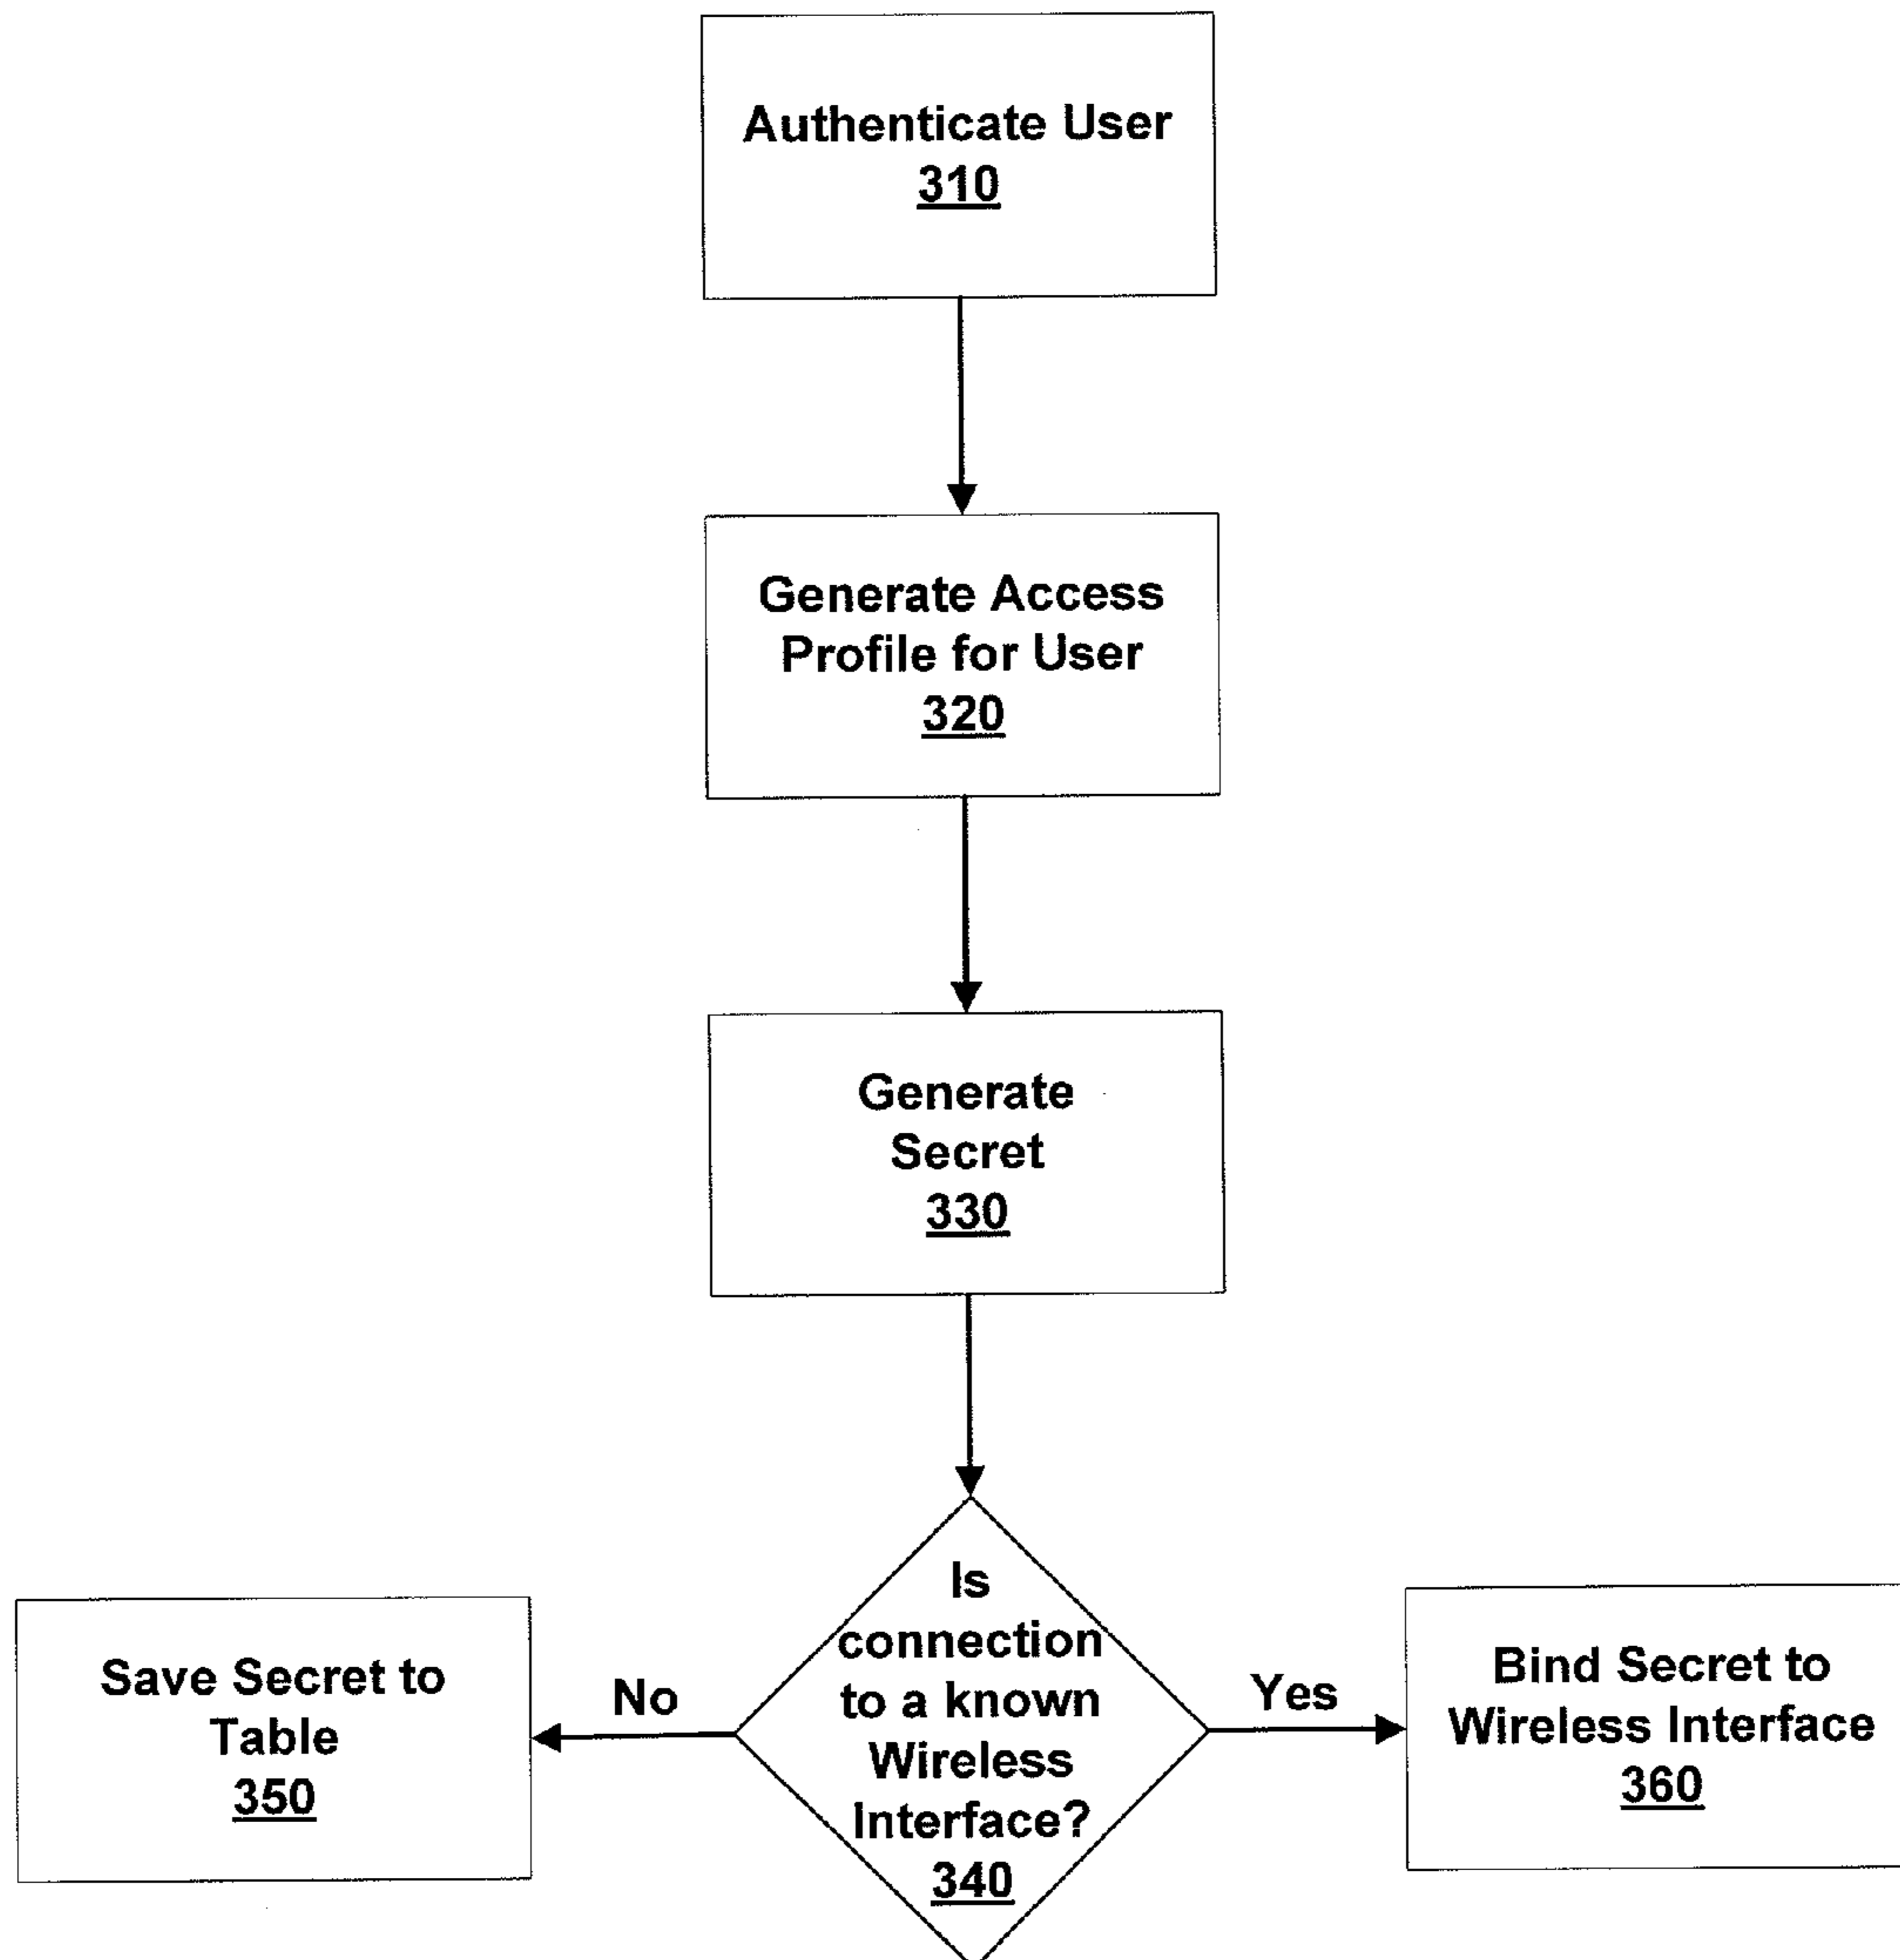 Authenticate User
310
Generate Access
Profile for User
320
Generate
Secret
330
Is
connection
to a known
Wireless
Interface?
340
No
Yes
Save Secret to
Table
350
Bind Secret to
Wireless Interface
360